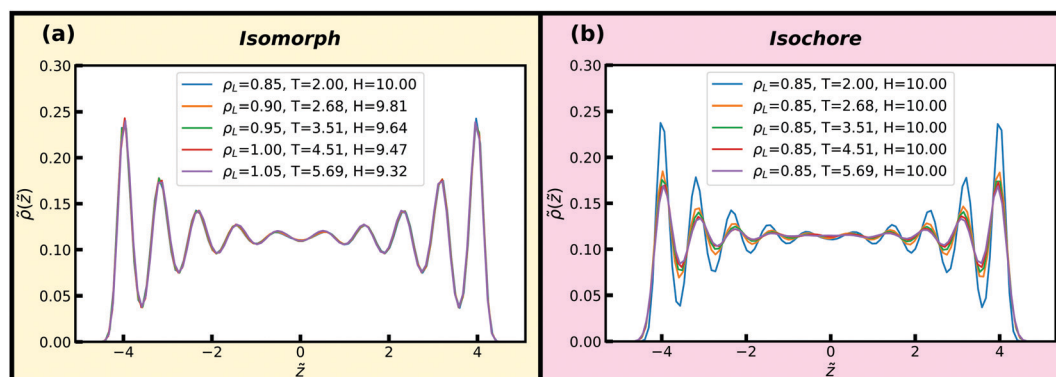 (a)
Isomorph
0.30
0.25
0.20
0.15
0.10
0.05
0.00
ρ̃(z̃)
ρL=0.85, T=2.00, H=10.00
ρL=0.90, T=2.68, H=9.81
ρL=0.95, T=3.51, H=9.64
ρL=1.00, T=4.51, H=9.47
ρL=1.05, T=5.69, H=9.32
−4 −2 0 2 4
z̃
(b)
Isochore
0.30
0.25
0.20
0.15
0.10
0.05
0.00
ρ̃(z̃)
ρL=0.85, T=2.00, H=10.00
ρL=0.85, T=2.68, H=10.00
ρL=0.85, T=3.51, H=10.00
ρL=0.85, T=4.51, H=10.00
ρL=0.85, T=5.69, H=10.00
−4 −2 0 2 4
z̃